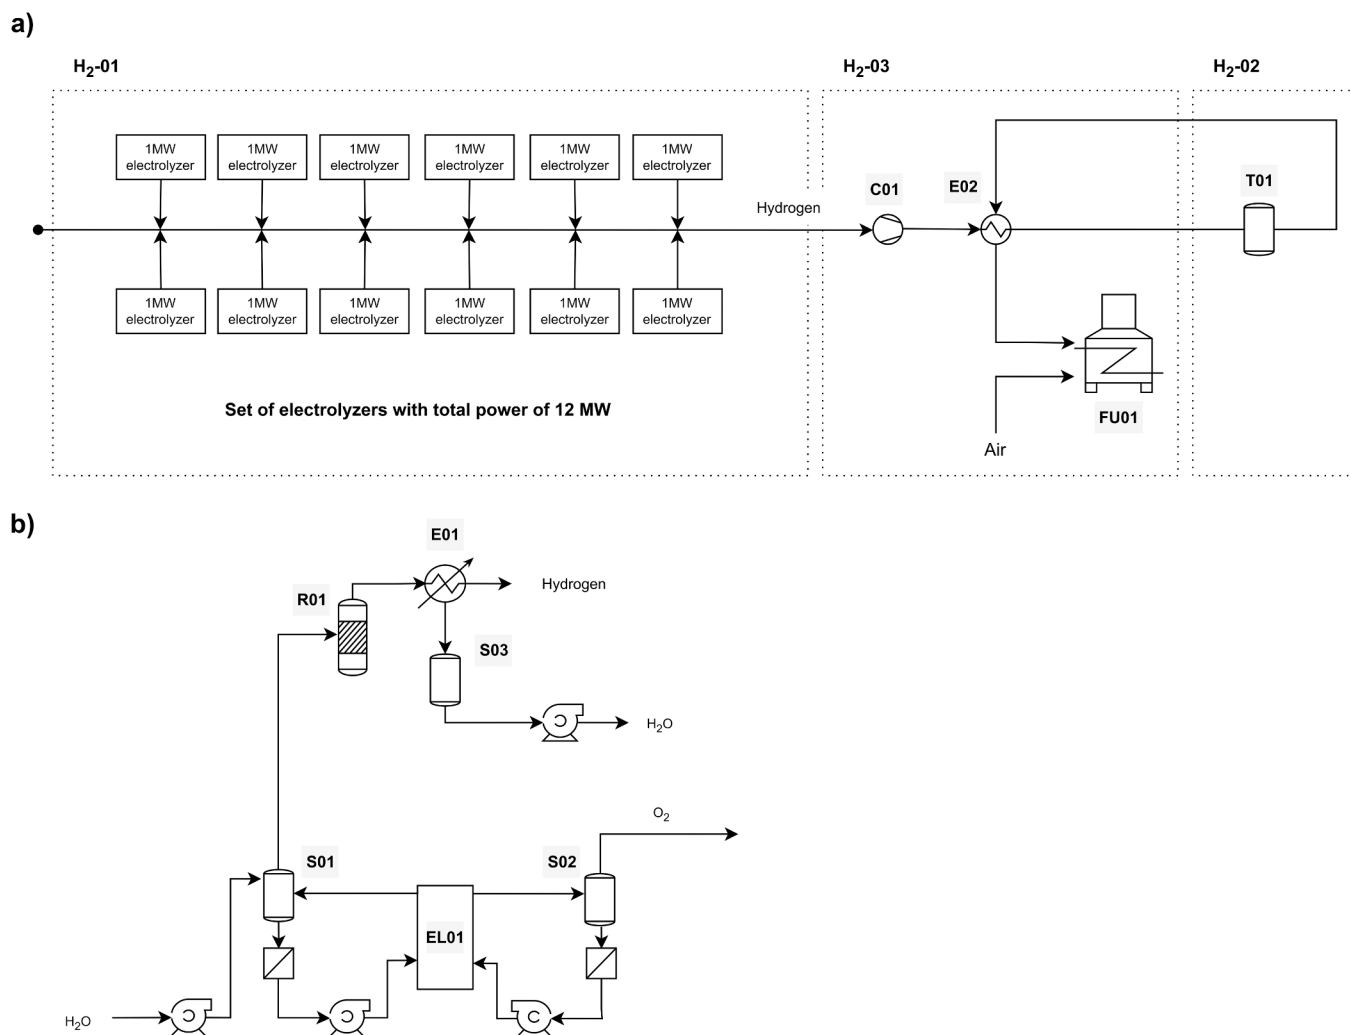 a)
H₂-01
H₂-03
H₂-02
1MW
electrolyzer
1MW
electrolyzer
1MW
electrolyzer
1MW
electrolyzer
1MW
electrolyzer
1MW
electrolyzer
Hydrogen
C01
E02
T01
1MW
electrolyzer
1MW
electrolyzer
1MW
electrolyzer
1MW
electrolyzer
1MW
electrolyzer
1MW
electrolyzer
Set of electrolyzers with total power of 12 MW
FU01
Air
b)
E01
Hydrogen
R01
S03
H₂O
O₂
S01
S02
EL01
H₂O